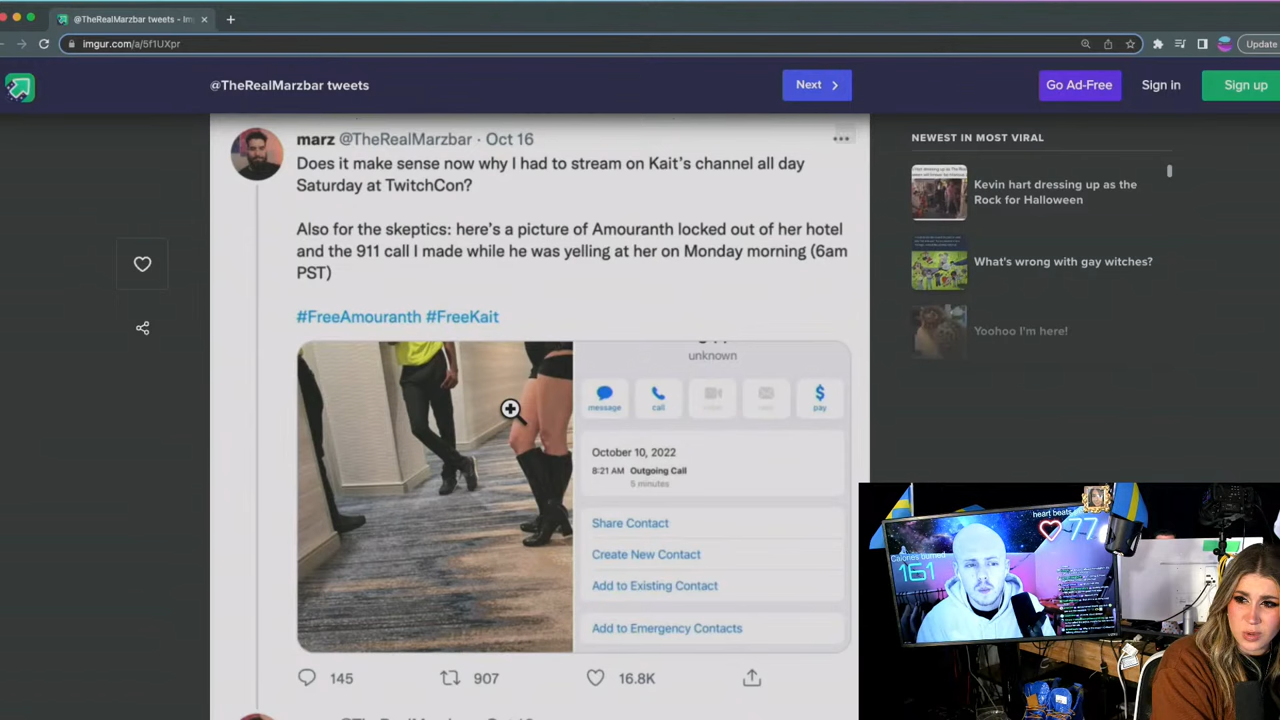 @TheRealMarzbar tweets - Im
imgur.com/a/5f1UXpr
Update
@TheRealMarzbar tweets
Next
Go Ad-Free
Sign in
Sign up
marz @TheRealMarzbar · Oct 16
Does it make sense now why I had to stream on Kait's channel all day
Saturday at TwitchCon?
Also for the skeptics: here's a picture of Amouranth locked out of her hotel
and the 911 call I made while he was yelling at her on Monday morning (6am
PST)
#FreeAmouranth #FreeKait
unknown
message
call
pay
October 10, 2022
8:21 AM Outgoing Call
5 minutes
Share Contact
Create New Contact
Add to Existing Contact
Add to Emergency Contacts
145
907
16.8K
@TheRealMarzbar · Oct 16
NEWEST IN MOST VIRAL
Kevin hart dressing up as the
Rock for Halloween
What's wrong with gay witches?
Yoohoo I'm here!
heart beats
77
Calories burned
161